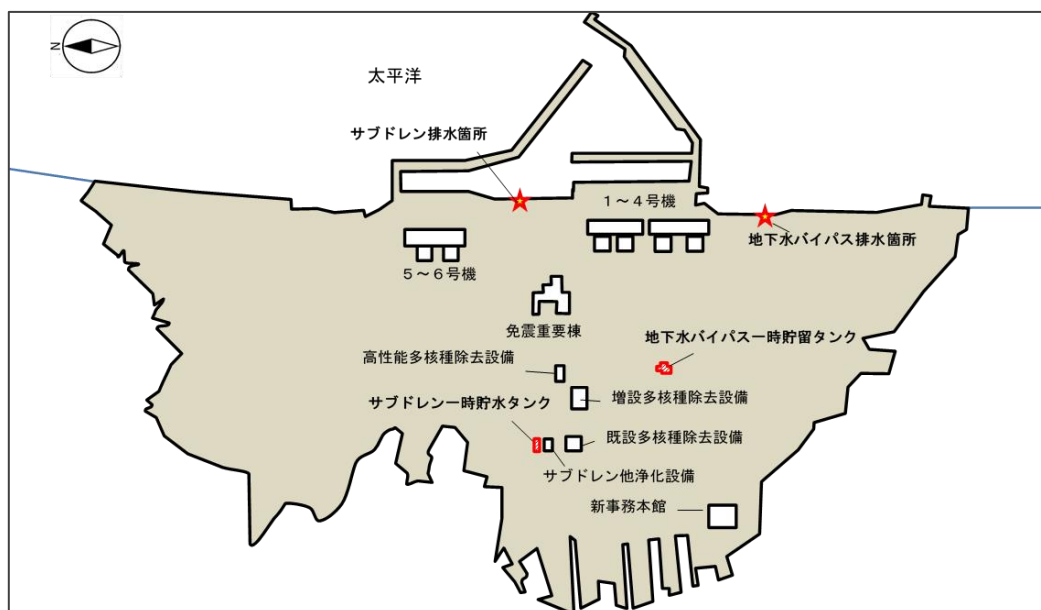 N
太平洋
サブドレン排水箇所
1～4号機
地下水バイパス排水箇所
5～6号機
免震重要棟
地下水バイパス一時貯留タンク
高性能多核種除去設備
増設多核種除去設備
サブドレン一時貯水タンク
既設多核種除去設備
サブドレン他浄化設備
新事務本館